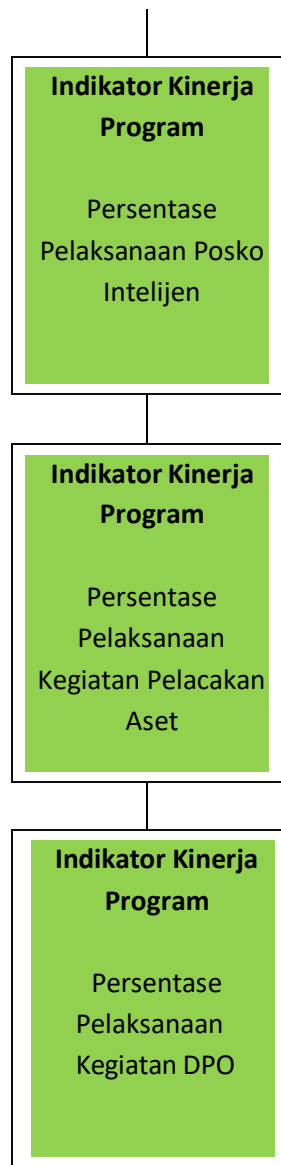 Indikator Kinerja
Program
Persentase
Pelaksanaan Posko
Intelijen
Indikator Kinerja
Program
Persentase
Pelaksanaan
Kegiatan Pelacakan
Aset
Indikator Kinerja
Program
Persentase
Pelaksanaan
Kegiatan DPO